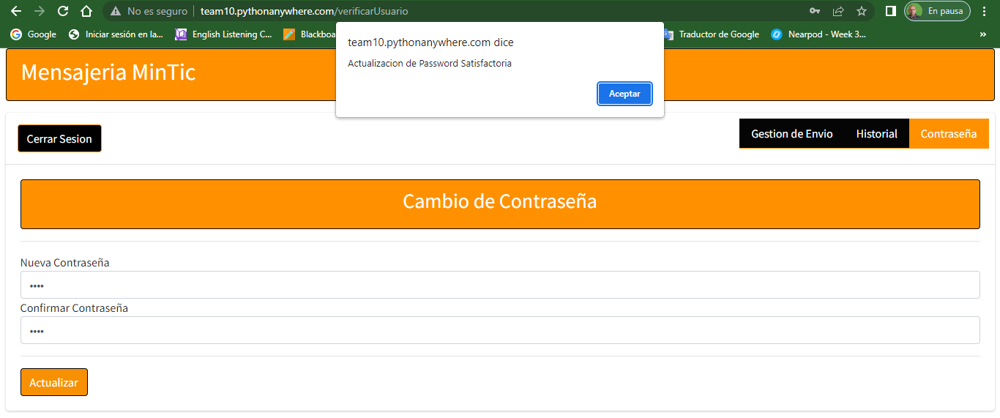 No es seguro team10.pythonanywhere.com/verificarUsuario En pausa
Google Iniciar sesión en la... English Listening C... Traductor de Google Nearpod - Week 3... »
team10.pythonanywhere.com dice
Actualizacion de Password Satisfactoria
Aceptar
Mensajeria MinTic
Cerrar Sesion Gestion de Envio Historial Contraseña
Cambio de Contraseña
Nueva Contraseña
••••
Confirmar Contraseña
••••
Actualizar